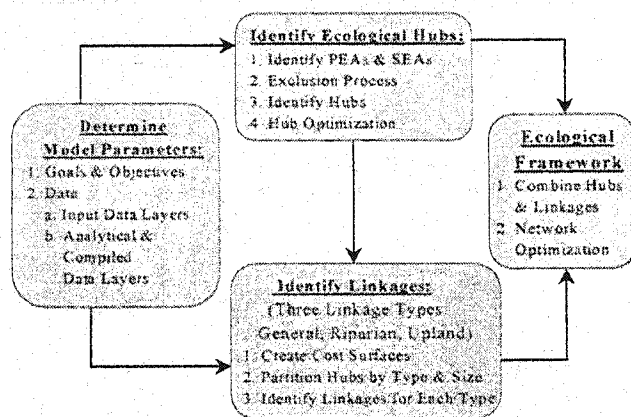 Determine
Model Parameters:
1. Goals & Objectives
2. Data
a. Input Data Layers
b. Analytical &
Compiled
Data Layers
Identify Ecological Hubs:
1. Identify PEAs & SEAs
2. Exclusion Process
3. Identify Hubs
4. Hub Optimization
Identify Linkages:
(Three Linkage Types
General, Riparian, Upland)
1. Create Cost Surfaces
2. Partition Hubs by Type & Size
3. Identify Linkages for Each Type
Ecological
Framework
1. Combine Hubs
& Linkages
2. Network
Optimization